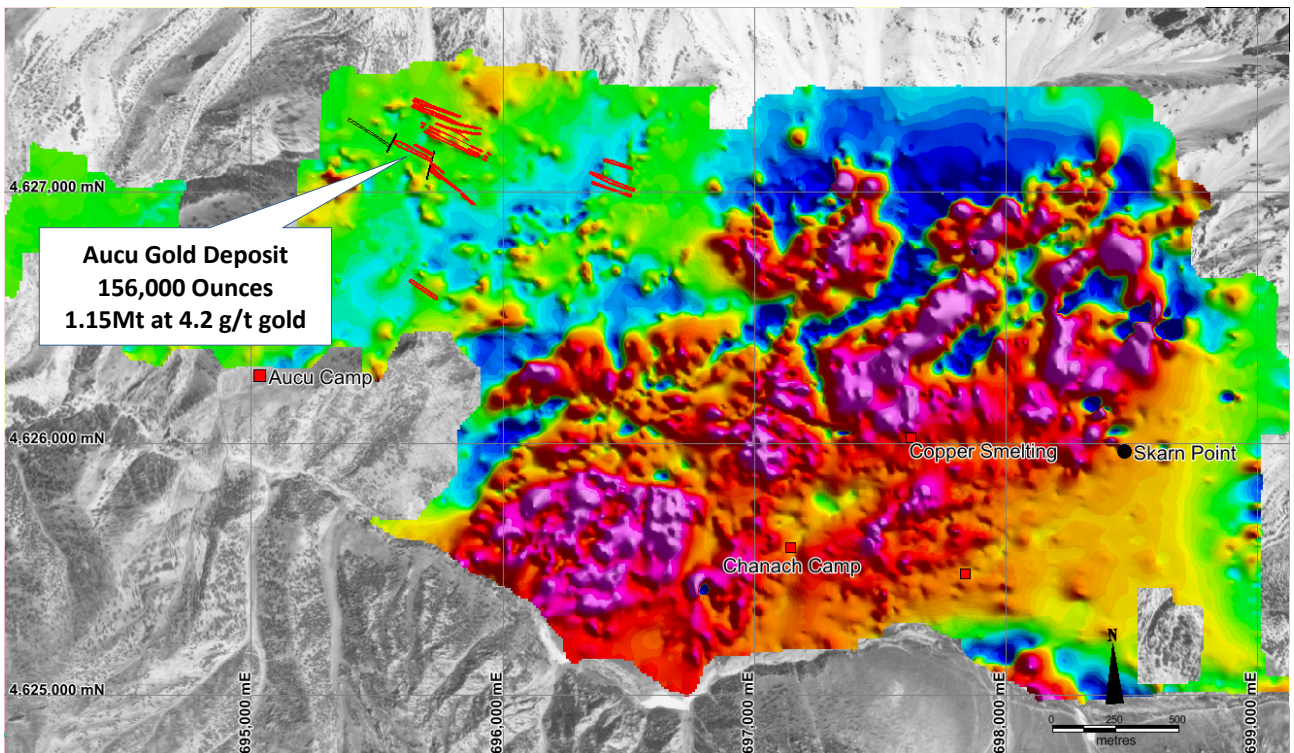 4,627,000 mN
Aucu Gold Deposit
156,000 Ounces
1.15Mt at 4.2 g/t gold
Aucu Camp
4,626,000 mN
Copper Smelting
Skarn Point
Chanach Camp
N
4,625,000 mN
695,000 mE
696,000 mE
697,000 mE
698,000 mE
699,000 mE
0 250 500
metres